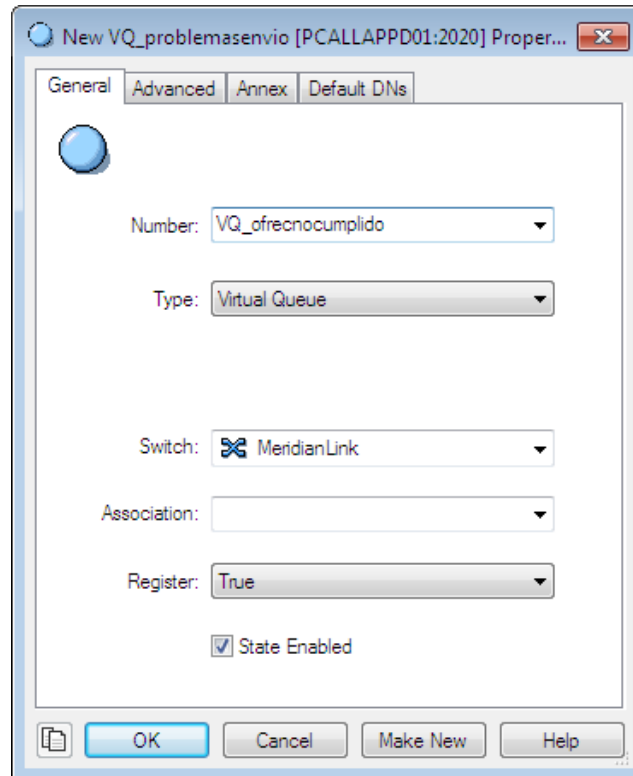 New VQ_problemasenvio [PCALLAPPD01:2020] Proper...
General Advanced Annex Default DNs
Number: VQ_ofrecnocumplido
Type: Virtual Queue
Switch: MeridianLink
Association:
Register: True
State Enabled
OK Cancel Make New Help